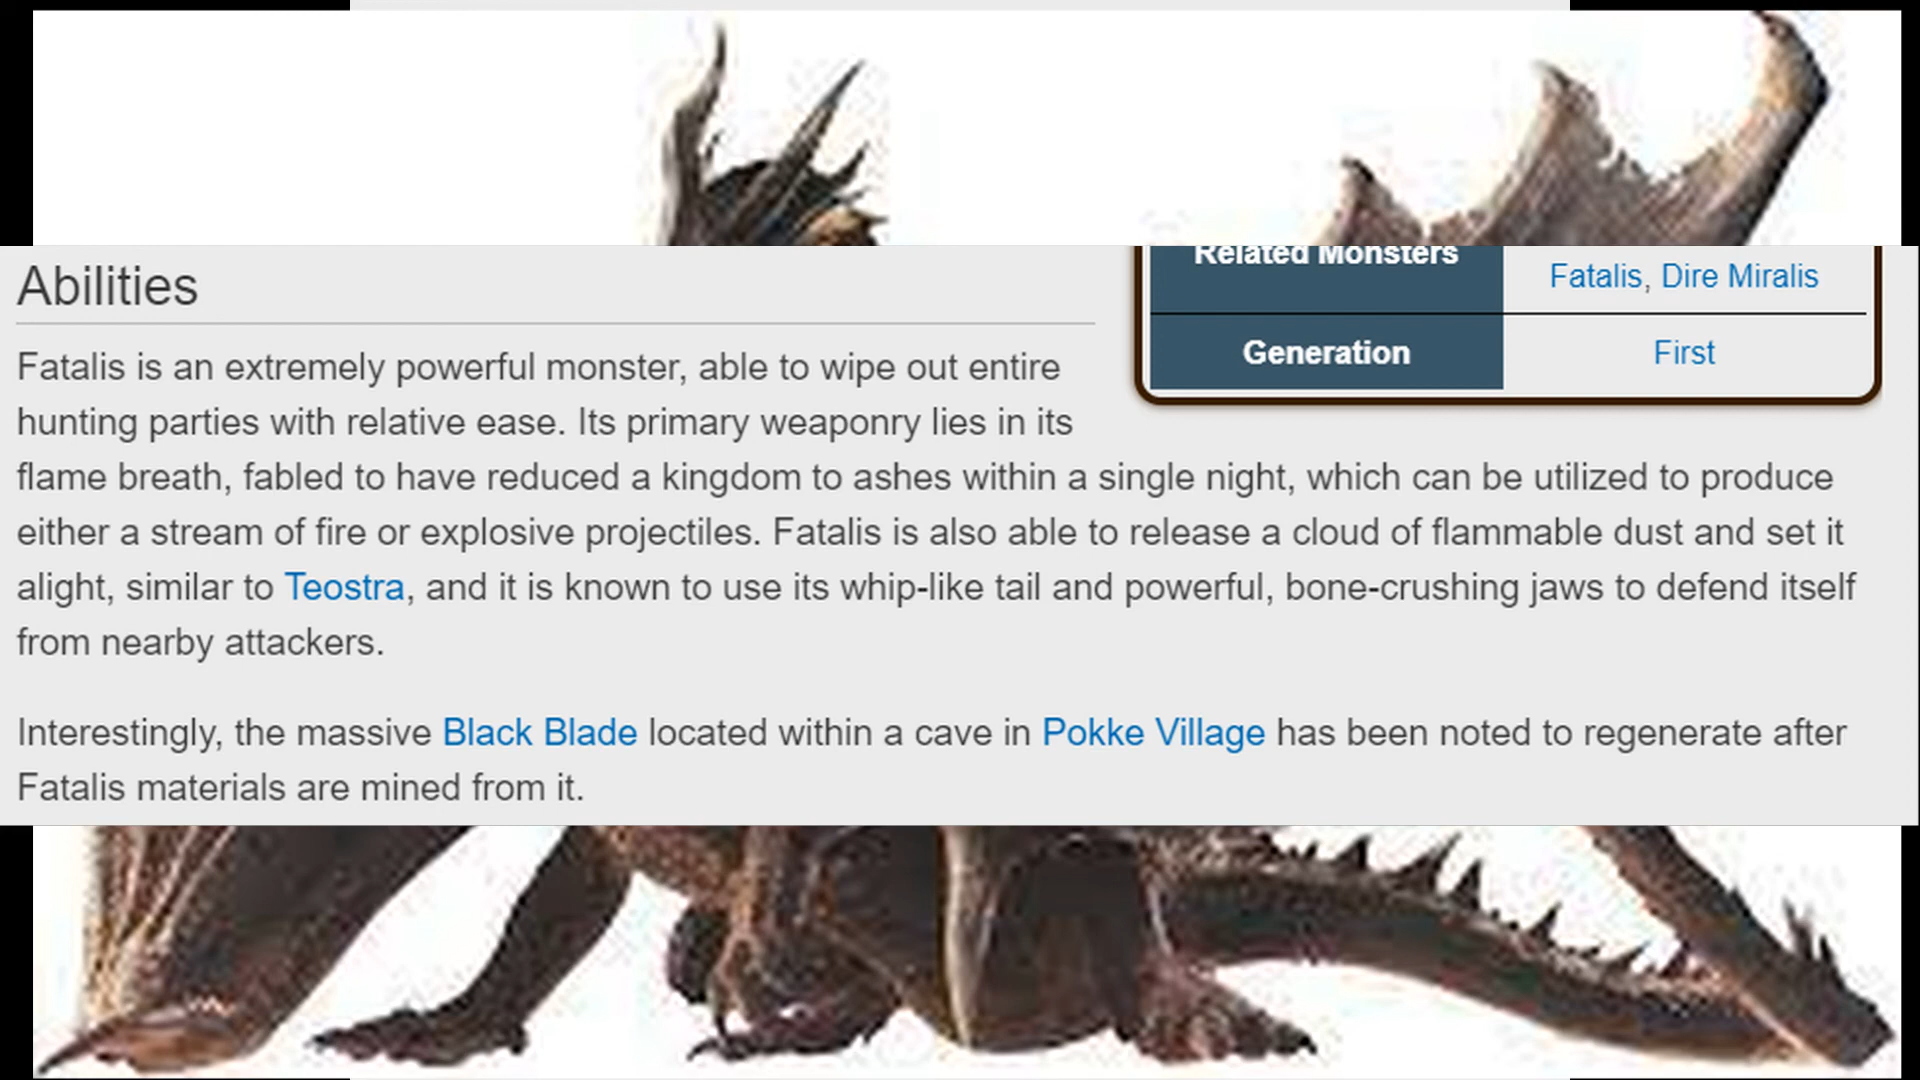 Abilities
Related Monsters
Fatalis, Dire Miralis
Generation
First
Fatalis is an extremely powerful monster, able to wipe out entire
hunting parties with relative ease. Its primary weaponry lies in its
flame breath, fabled to have reduced a kingdom to ashes within a single night, which can be utilized to produce
either a stream of fire or explosive projectiles. Fatalis is also able to release a cloud of flammable dust and set it
alight, similar to Teostra, and it is known to use its whip-like tail and powerful, bone-crushing jaws to defend itself
from nearby attackers.
Interestingly, the massive Black Blade located within a cave in Pokke Village has been noted to regenerate after
Fatalis materials are mined from it.